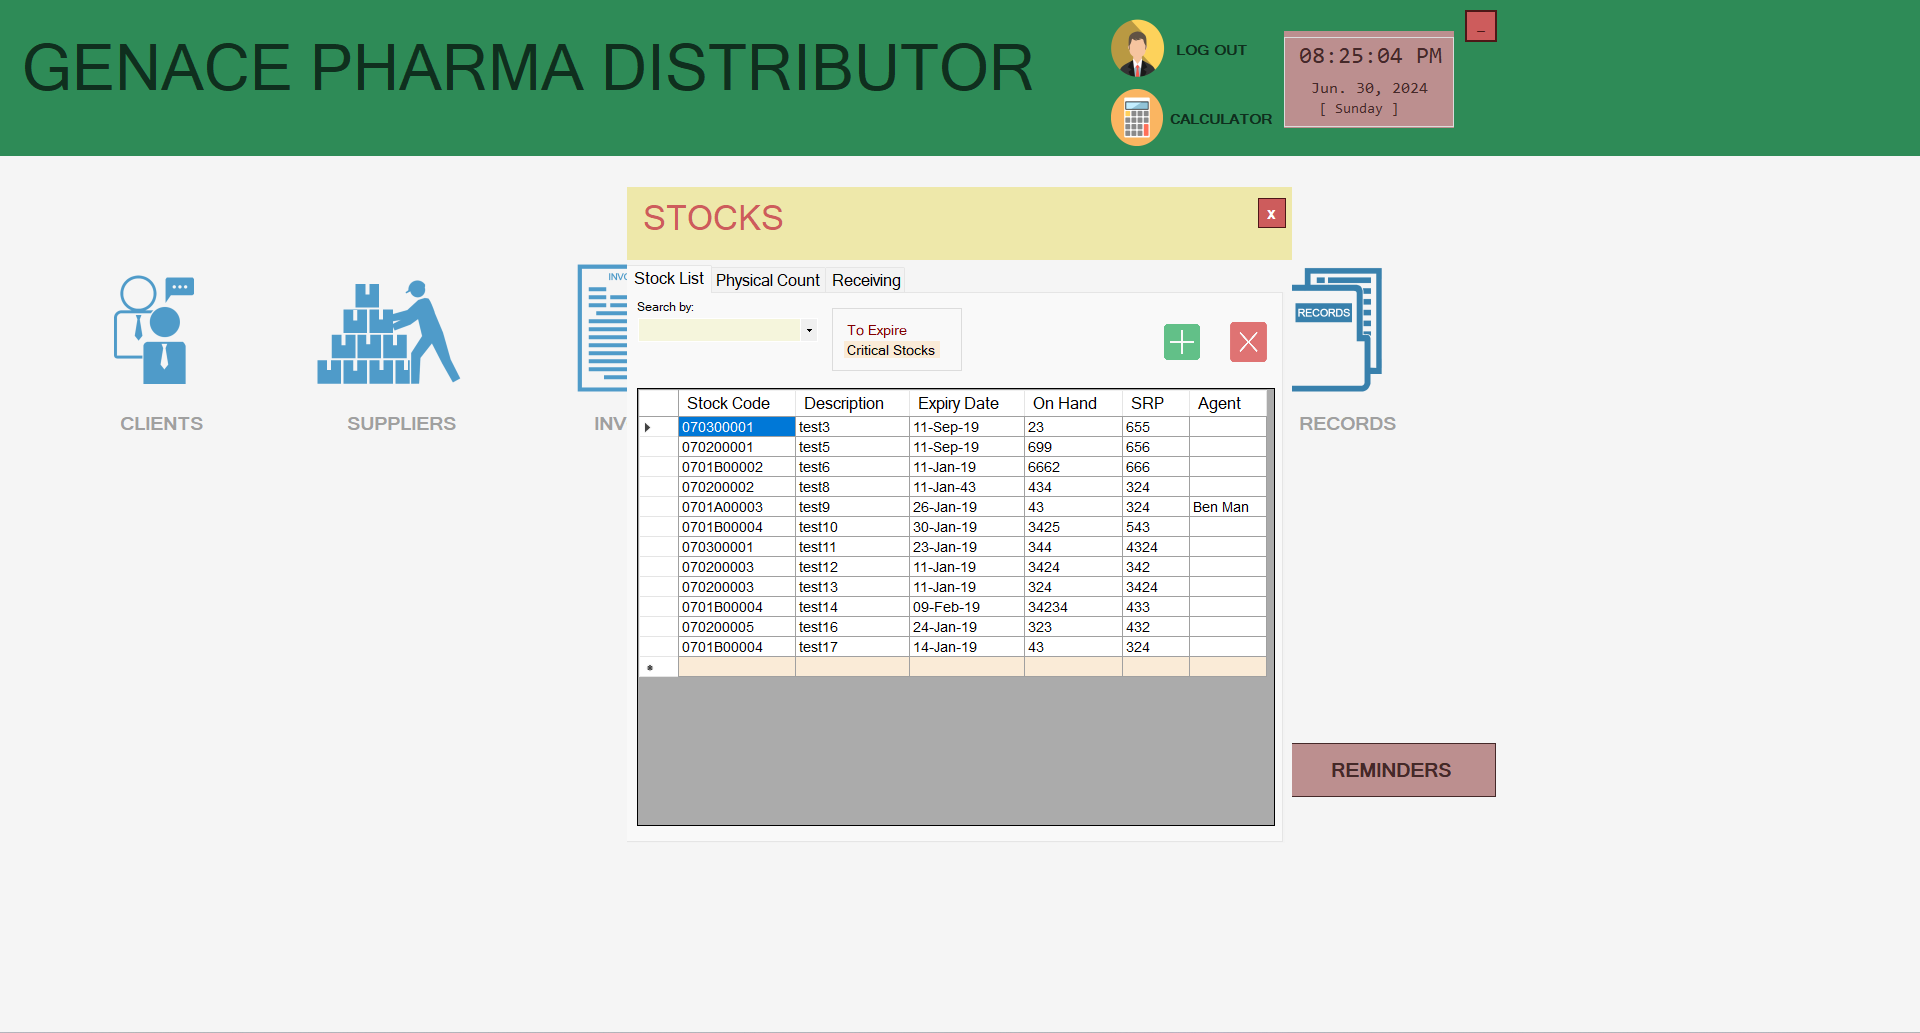 GENACE PHARMA DISTRIBUTOR
LOG OUT
CALCULATOR
08:25:04 PM
Jun. 30, 2024
[ Sunday ]
_
STOCKS
x
Stock List Physical Count Receiving
Search by:
To Expire
Critical Stocks
INVO
RECORDS
CLIENTS
SUPPLIERS
INV
RECORDS
Stock Code Description Expiry Date On Hand SRP Agent
070300001 test3 11-Sep-19 23 655
070200001 test5 11-Sep-19 699 656
0701B00002 test6 11-Jan-19 6662 666
070200002 test8 11-Jan-43 434 324
0701A00003 test9 26-Jan-19 43 324 Ben Man
0701B00004 test10 30-Jan-19 3425 543
070300001 test11 23-Jan-19 344 4324
070200003 test12 11-Jan-19 3424 342
070200003 test13 11-Jan-19 324 3424
0701B00004 test14 09-Feb-19 34234 433
070200005 test16 24-Jan-19 323 432
0701B00004 test17 14-Jan-19 43 324
*
REMINDERS